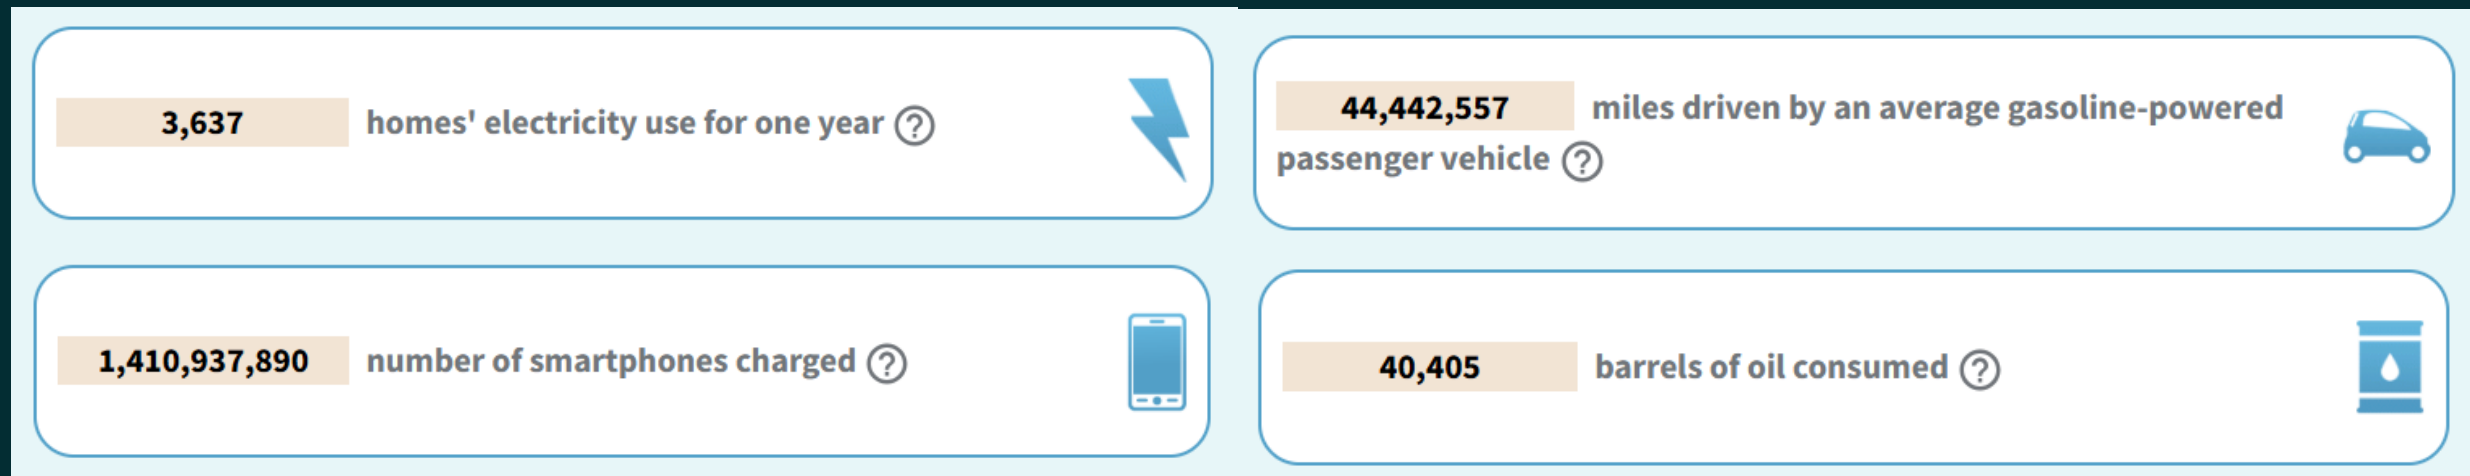 3,637 homes' electricity use for one year ?
44,442,557 miles driven by an average gasoline-powered
passenger vehicle ?
1,410,937,890 number of smartphones charged ?
40,405 barrels of oil consumed ?